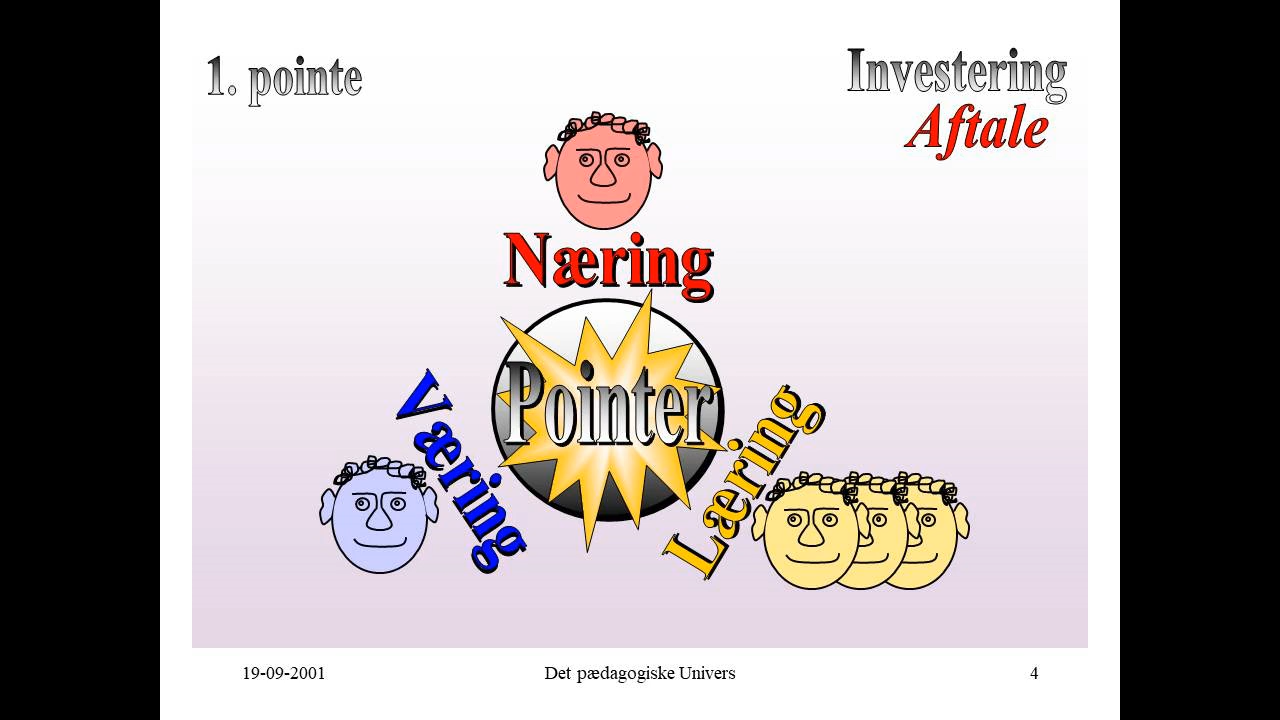 1. pointe
Investering
Aftale
Næring
Pointer
Væring
Læring
19-09-2001
Det pædagogiske Univers
4